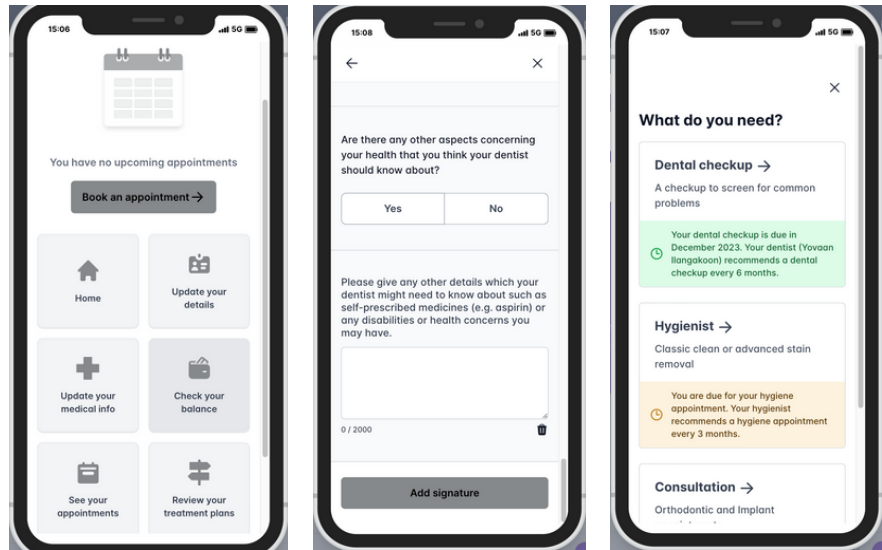 15:06
5G
You have no upcoming appointments
Book an appointment →
Home
Update your
details
Update your
medical info
Check your
balance
See your
appointments
Review your
treatment plans
15:08
5G
Are there any other aspects concerning
your health that you think your dentist
should know about?
Yes
No
Please give any other details which your
dentist might need to know about such as
self-prescribed medicines (e.g. aspirin) or
any disabilities or health concerns you
may have.
0 / 2000
Add signature
15:07
5G
What do you need?
Dental checkup →
A checkup to screen for common
problems
Your dental checkup is due in
December 2023. Your dentist (Yovaan
Ilangakoon) recommends a dental
checkup every 6 months.
Hygienist →
Classic clean or advanced stain
removal
You are due for your hygiene
appointment. Your hygienist
recommends a hygiene appointment
every 3 months.
Consultation →
Orthodontic and Implant